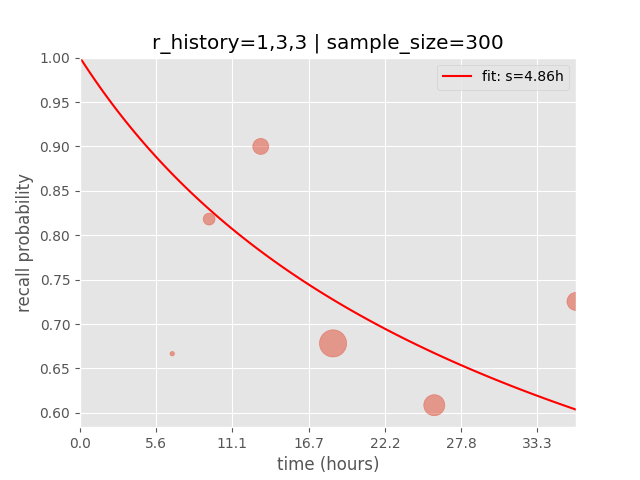 r_history=1,3,3 | sample_size=300
fit: s=4.86h
recall probability
1.00
0.95
0.90
0.85
0.80
0.75
0.70
0.65
0.60
0.0 5.6 11.1 16.7 22.2 27.8 33.3
time (hours)